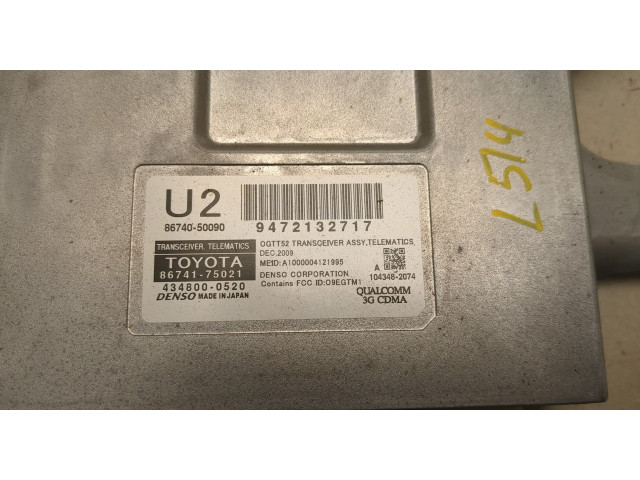 U2
86740-50090
9472132717
TRANSCEIVER, TELEMATICS
TOYOTA
86741-75021
434800-0520
DENSO MADE IN JAPAN
OGTT52 TRANSCEIVER ASSY,TELEMATICS
DEC.2009
MEID:A1000004121995
DENSO CORPORATION
Contains FCC ID:O9EGTM1
A
104348-2074
QUALCOMM
3G CDMA
L514